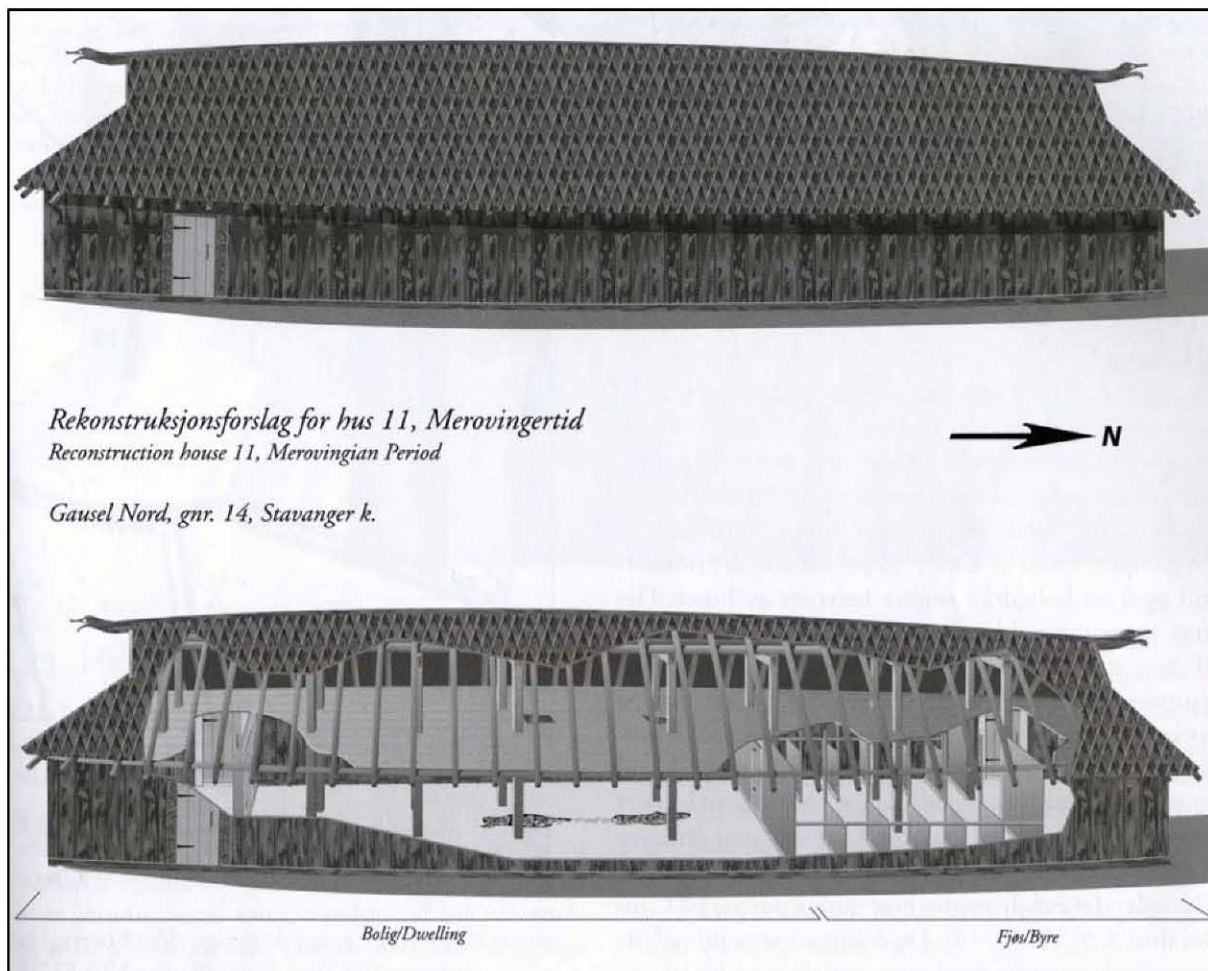 Rekonstruksjonsforslag for hus 11, Merovingertid
Reconstruction house 11, Merovingian Period
N
Gausel Nord, gnr. 14, Stavanger k.
Bolig/Dwelling
Fjøs/Byre